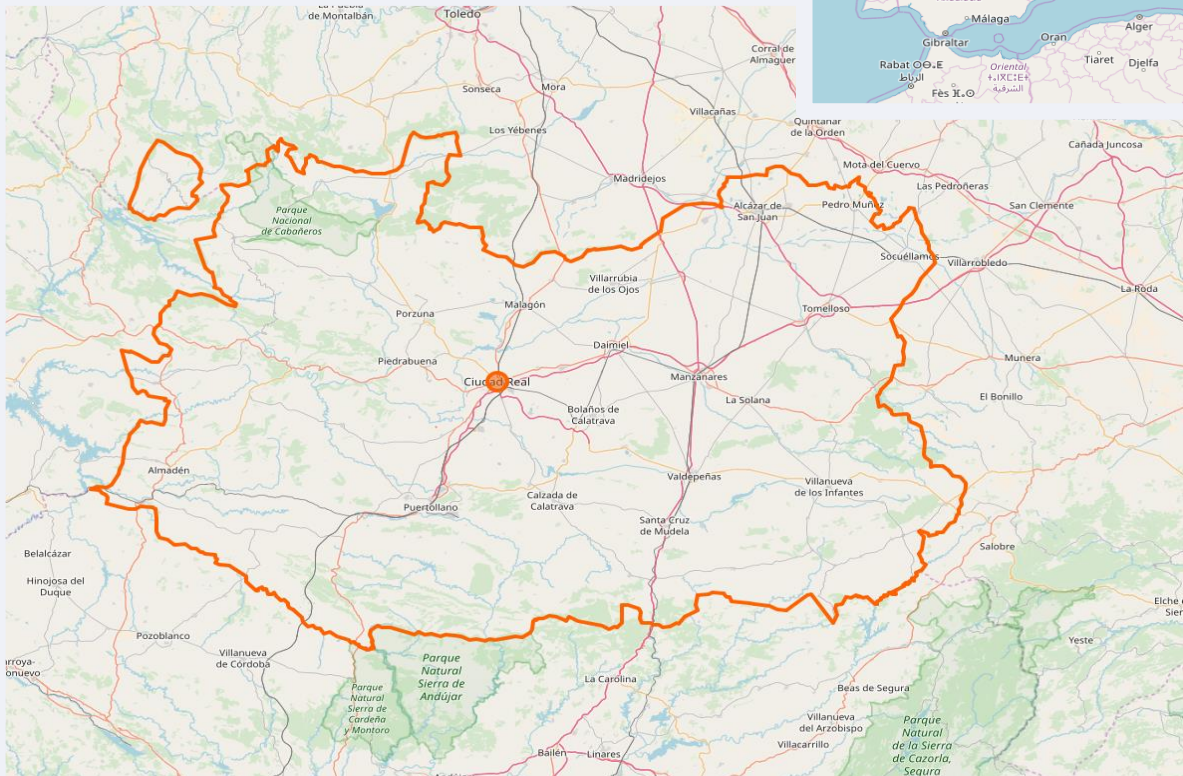 de Montalbán
Toledo
Málaga
Gibraltar
Oran
Alger
Tiaret
Djelfa
Rabat ⵔⴱⴰⵟ
الرباط
Oriental
الشرقية
Corral de
Almaguer
Sonseca
Mora
Villacañas
Quintanar
de la Orden
Los Yébenes
Cañada Juncosa
Mota del Cuervo
Madridejos
Las Pedroñeras
San Clemente
Alcázar de
San Juan
Pedro Muñoz
Parque
Nacional
de Cabañeros
Socuéllamos
Villarrobledo
Villarrubia
de los Ojos
La Roda
Malagón
Tomelloso
Porzuna
Daimiel
Munera
Piedrabuena
Ciudad Real
Manzanares
La Solana
El Bonillo
Bolaños de
Calatrava
Almadén
Valdepeñas
Villanueva
de los Infantes
Puertollano
Calzada de
Calatrava
Santa Cruz
de Mudela
Salobre
Belalcázar
Hinojosa del
Duque
Elche
Pozoblanco
Yeste
Villanueva
de Córdoba
Parque
Natural
Sierra de
Andújar
La Carolina
Beas de Segura
Parque
Natural
Sierra de
Cardeña
y Montoro
Villanueva
del Arzobispo
Parque
Natural
de la Sierra
de Cazorla,
Segura
Villacarrillo
Bailén
Linares